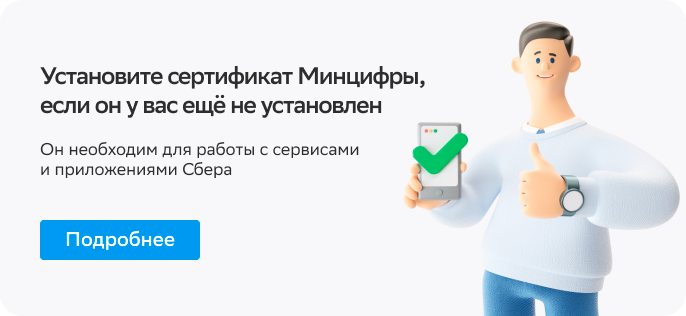 Установите сертификат Минцифры,
если он у вас ещё не установлен
Он необходим для работы с сервисами
и приложениями Сбера
Подробнее